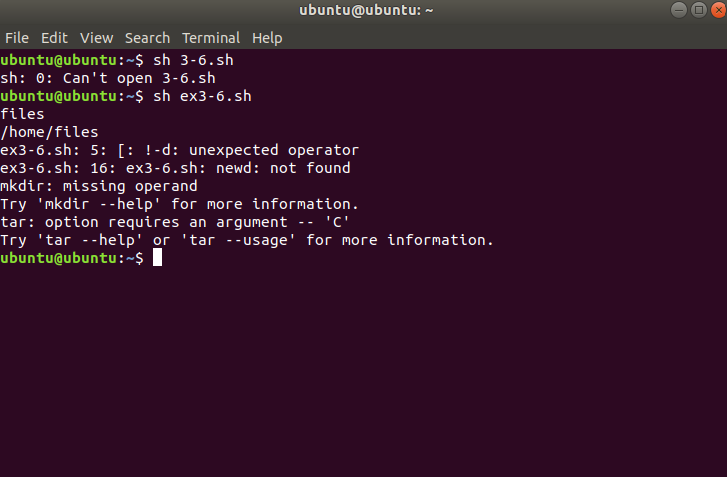 ubuntu@ubuntu: ~
File Edit View Search Terminal Help
ubuntu@ubuntu:~$ sh 3-6.sh
sh: 0: Can't open 3-6.sh
ubuntu@ubuntu:~$ sh ex3-6.sh
files
/home/files
ex3-6.sh: 5: [: !-d: unexpected operator
ex3-6.sh: 16: ex3-6.sh: newd: not found
mkdir: missing operand
Try 'mkdir --help' for more information.
tar: option requires an argument -- 'C'
Try 'tar --help' or 'tar --usage' for more information.
ubuntu@ubuntu:~$